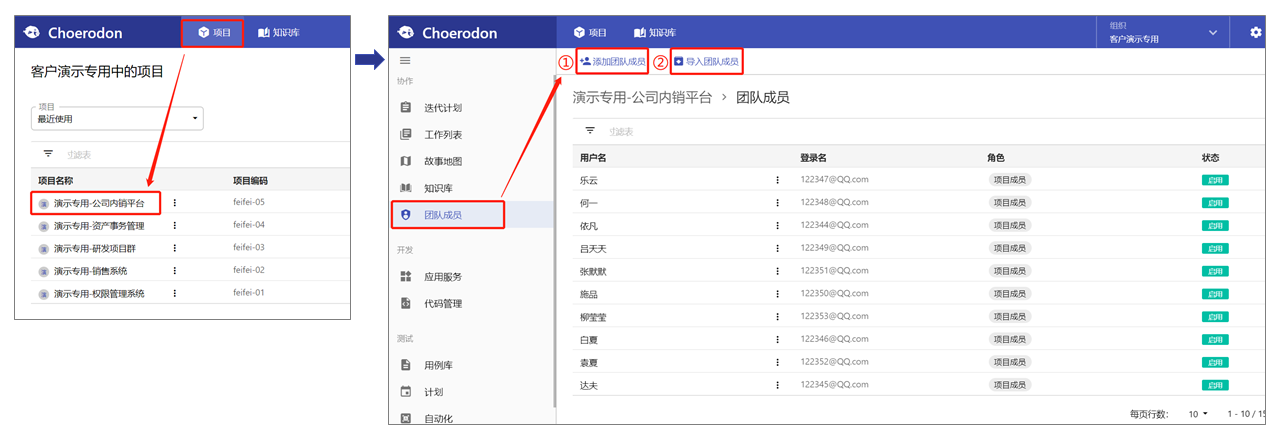 Choerodon
项目
知识库
客户演示专用中的项目
项目
最近使用
过滤表
项目名称 项目编码
演示专用-公司内销平台 feifei-05
演示专用-资产事务管理 feifei-04
演示专用-研发项目群 feifei-03
演示专用-销售系统 feifei-02
演示专用-权限管理系统 feifei-01
Choerodon
项目
知识库
组织
客户演示专用
协作
迭代计划
工作列表
故事地图
知识库
团队成员
开发
应用服务
代码管理
测试
用例库
计划
自动化
① 添加团队成员 ② 导入团队成员
演示专用-公司内销平台 > 团队成员
过滤表
用户名 登录名 角色 状态
乐云 122347@QQ.com 项目成员 启用
何一 122348@QQ.com 项目成员 启用
依凡 122344@QQ.com 项目成员 启用
吕天天 122349@QQ.com 项目成员 启用
张默默 122351@QQ.com 项目成员 启用
施品 122350@QQ.com 项目成员 启用
柳莹莹 122353@QQ.com 项目成员 启用
白夏 122346@QQ.com 项目成员 启用
袁夏 122352@QQ.com 项目成员 启用
达夫 122345@QQ.com 项目成员 启用
每页行数: 10 1 - 10 / 15